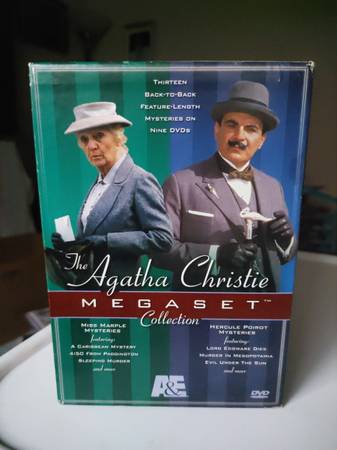 Thirteen
Back-to-Back
Feature-Length
Mysteries on
Nine DVDs
The
Agatha Christie
MEGASET™
Collection
Miss Marple
Mysteries
featuring:
A Caribbean Mystery
4:50 From Paddington
Sleeping Murder
and more
Hercule Poirot
Mysteries
featuring:
Lord Edgware Dies
Murder in Mesopotamia
Evil Under the Sun
and more
A&E
DVD